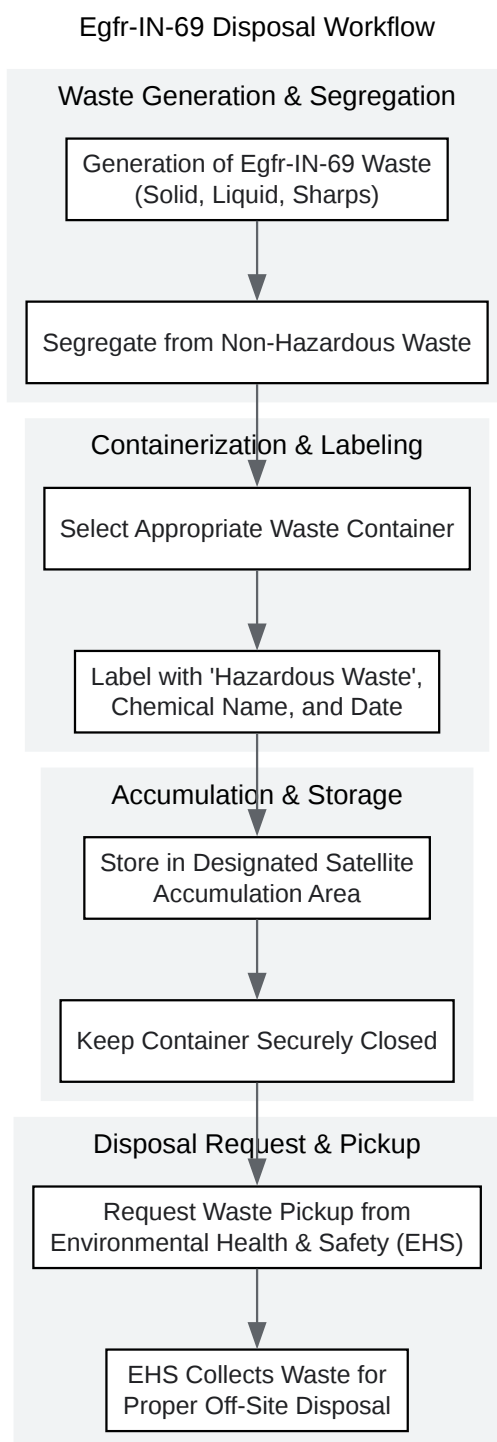 Egfr-IN-69 Disposal Workflow
Waste Generation & Segregation
Generation of Egfr-IN-69 Waste
(Solid, Liquid, Sharps)
Segregate from Non-Hazardous Waste
Containerization & Labeling
Select Appropriate Waste Container
Label with 'Hazardous Waste',
Chemical Name, and Date
Accumulation & Storage
Store in Designated Satellite
Accumulation Area
Keep Container Securely Closed
Disposal Request & Pickup
Request Waste Pickup from
Environmental Health & Safety (EHS)
EHS Collects Waste for
Proper Off-Site Disposal